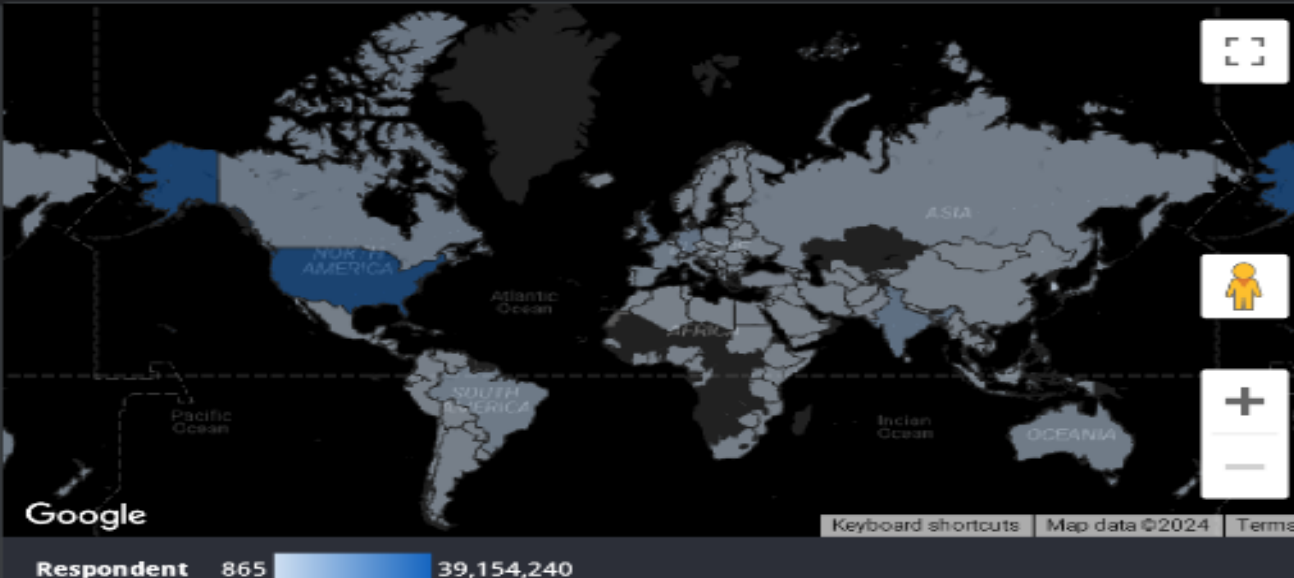 ASIA
NORTH
AMERICA
Atlantic
Ocean
AFRICA
SOUTH
AMERICA
Pacific
Ocean
Indian
Ocean
OCEANIA
Google
Keyboard shortcuts
Map data ©2024
Terms
Respondent 865 39,154,240